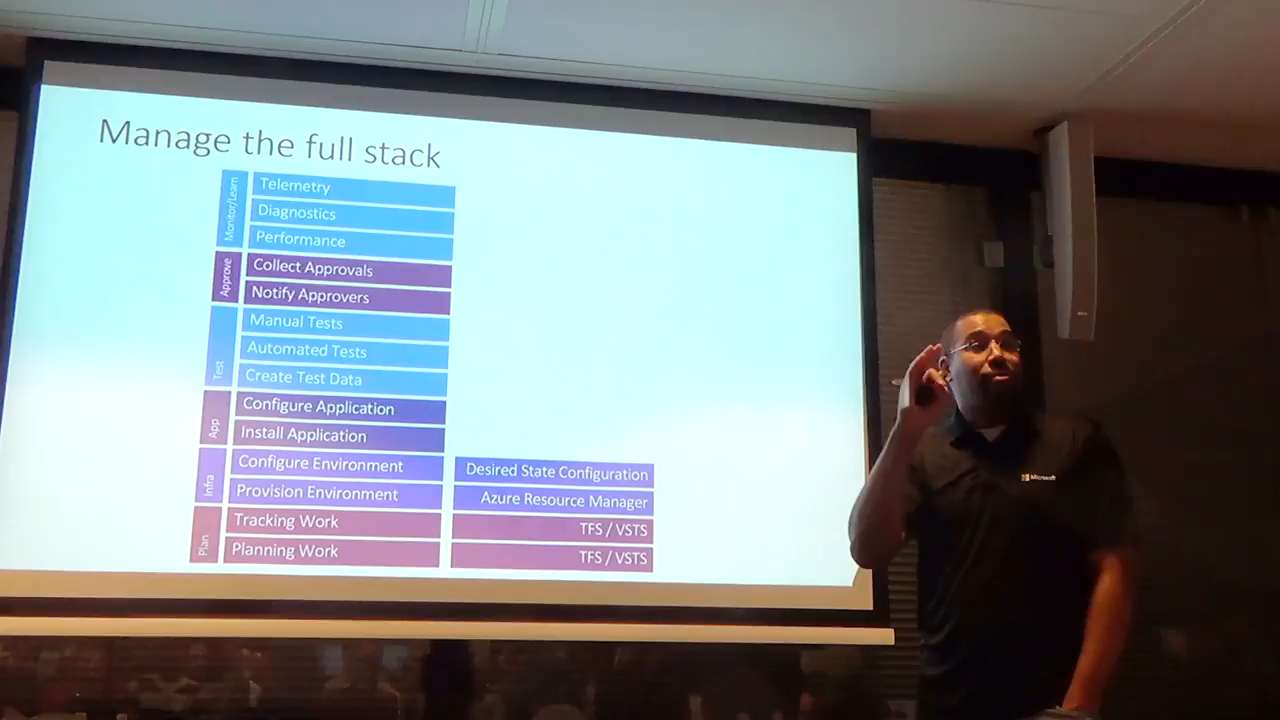 Manage the full stack
Monitor/Learn
Telemetry
Diagnostics
Performance
Approve
Collect Approvals
Notify Approvers
Test
Manual Tests
Automated Tests
Create Test Data
App
Configure Application
Install Application
Infra
Configure Environment
Desired State Configuration
Provision Environment
Azure Resource Manager
Plan
Tracking Work
TFS / VSTS
Planning Work
TFS / VSTS
Microsoft